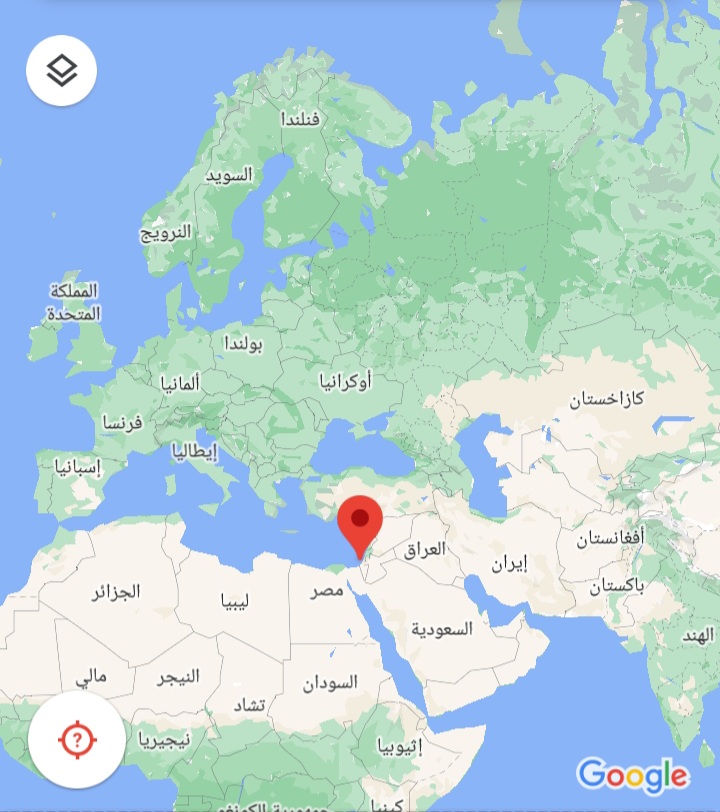 فنلندا
السويد
النرويج
المملكة
المتحدة
بولندا
ألمانيا
أوكرانيا
كازاخستان
فرنسا
إيطاليا
إسبانيا
أفغانستان
العراق
إيران
باكستان
الجزائر
ليبيا
مصر
السعودية
الهند
مالي
النيجر
السودان
تشاد
نيجيريا
إثيوبيا
?
Google
كينيا